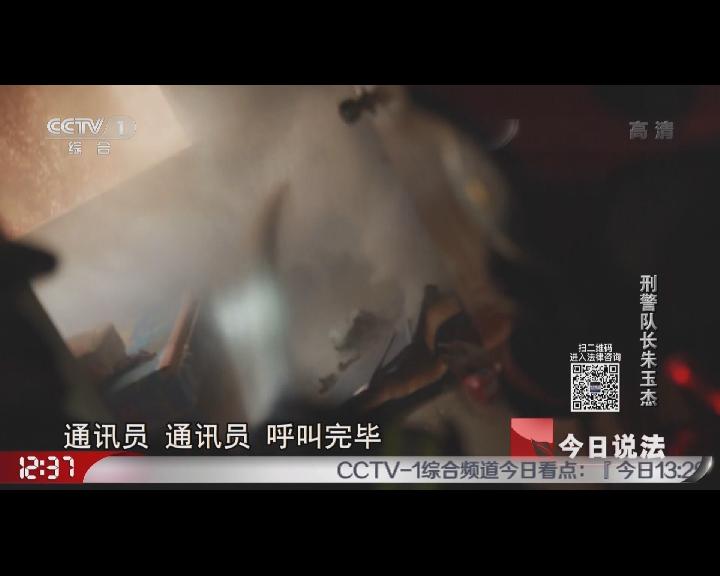 CCTV 1
综合
高清
刑警队长朱玉杰
扫二维码
进入法律咨询
通讯员 通讯员 呼叫完毕
今日说法
12:37
CCTV-1综合频道今日看点:『今日13:29